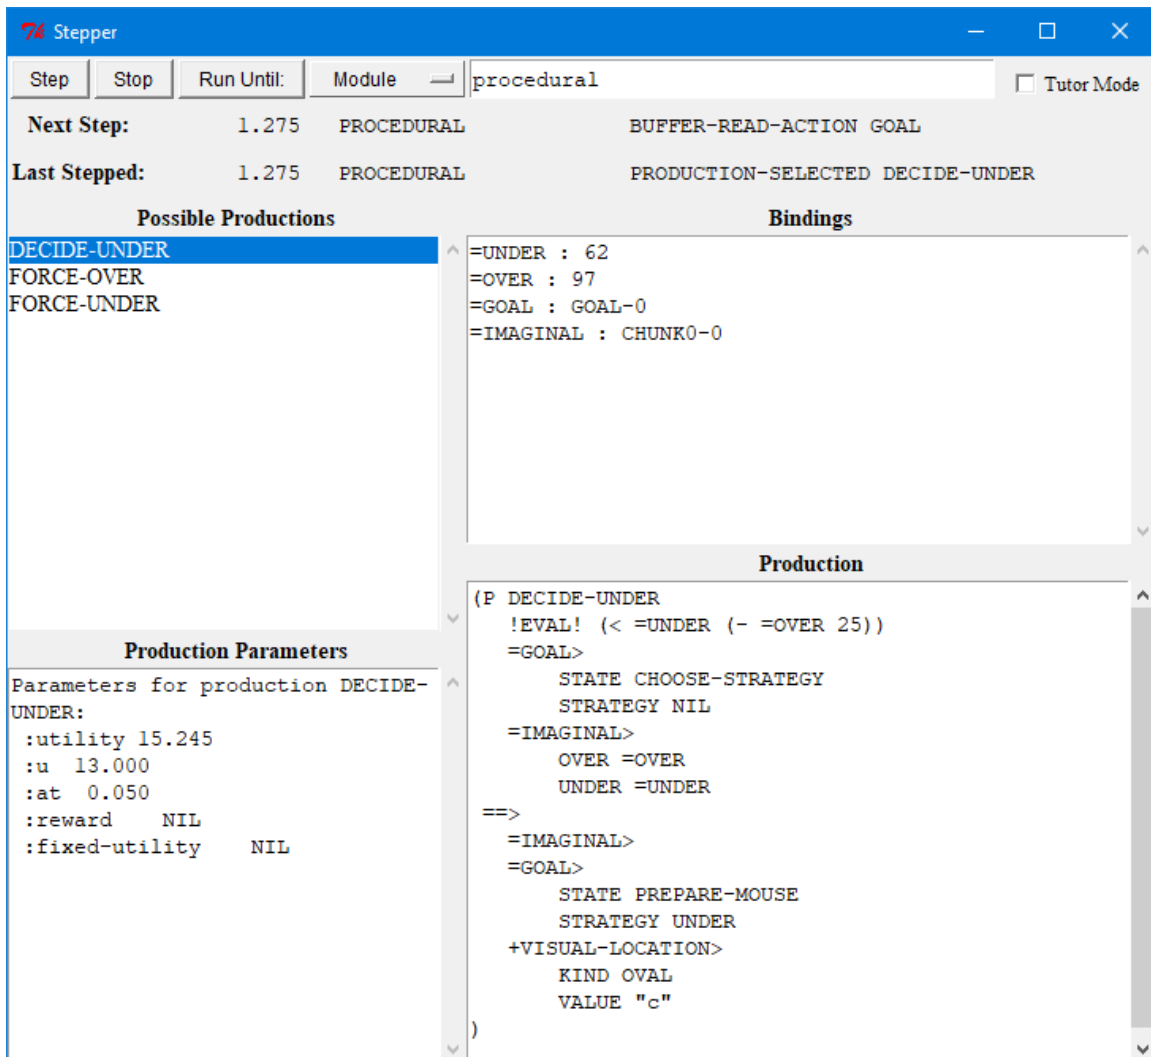 Stepper
Step Stop Run Until: Module procedural Tutor Mode
Next Step: 1.275 PROCEDURAL BUFFER-READ-ACTION GOAL
Last Stepped: 1.275 PROCEDURAL PRODUCTION-SELECTED DECIDE-UNDER
Possible Productions
DECIDE-UNDER
FORCE-OVER
FORCE-UNDER
Bindings
=UNDER : 62
=OVER : 97
=GOAL : GOAL-0
=IMAGINAL : CHUNK0-0
Production Parameters
Parameters for production DECIDE-
UNDER:
:utility 15.245
:u 13.000
:at 0.050
:reward NIL
:fixed-utility NIL
Production
(P DECIDE-UNDER
!EVAL! (< =UNDER (- =OVER 25))
=GOAL>
STATE CHOOSE-STRATEGY
STRATEGY NIL
=IMAGINAL>
OVER =OVER
UNDER =UNDER
==>
=IMAGINAL>
=GOAL>
STATE PREPARE-MOUSE
STRATEGY UNDER
+VISUAL-LOCATION>
KIND OVAL
VALUE "c"
)